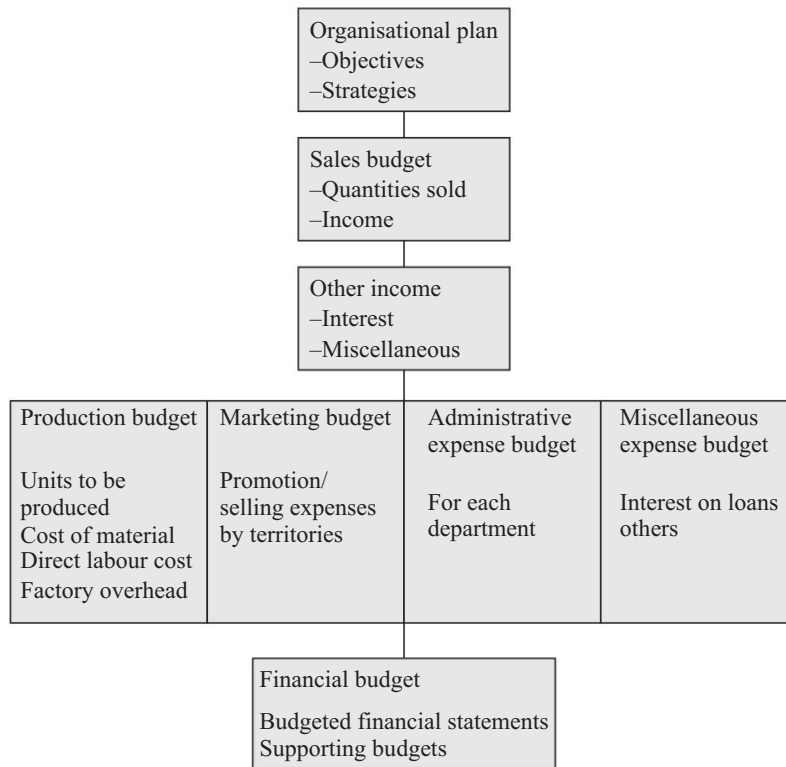 Organisational plan
–Objectives
–Strategies
Sales budget
–Quantities sold
–Income
Other income
–Interest
–Miscellaneous
Production budget
Units to be
produced
Cost of material
Direct labour cost
Factory overhead
Marketing budget
Promotion/
selling expenses
by territories
Administrative
expense budget
For each
department
Miscellaneous
expense budget
Interest on loans
others
Financial budget
Budgeted financial statements
Supporting budgets